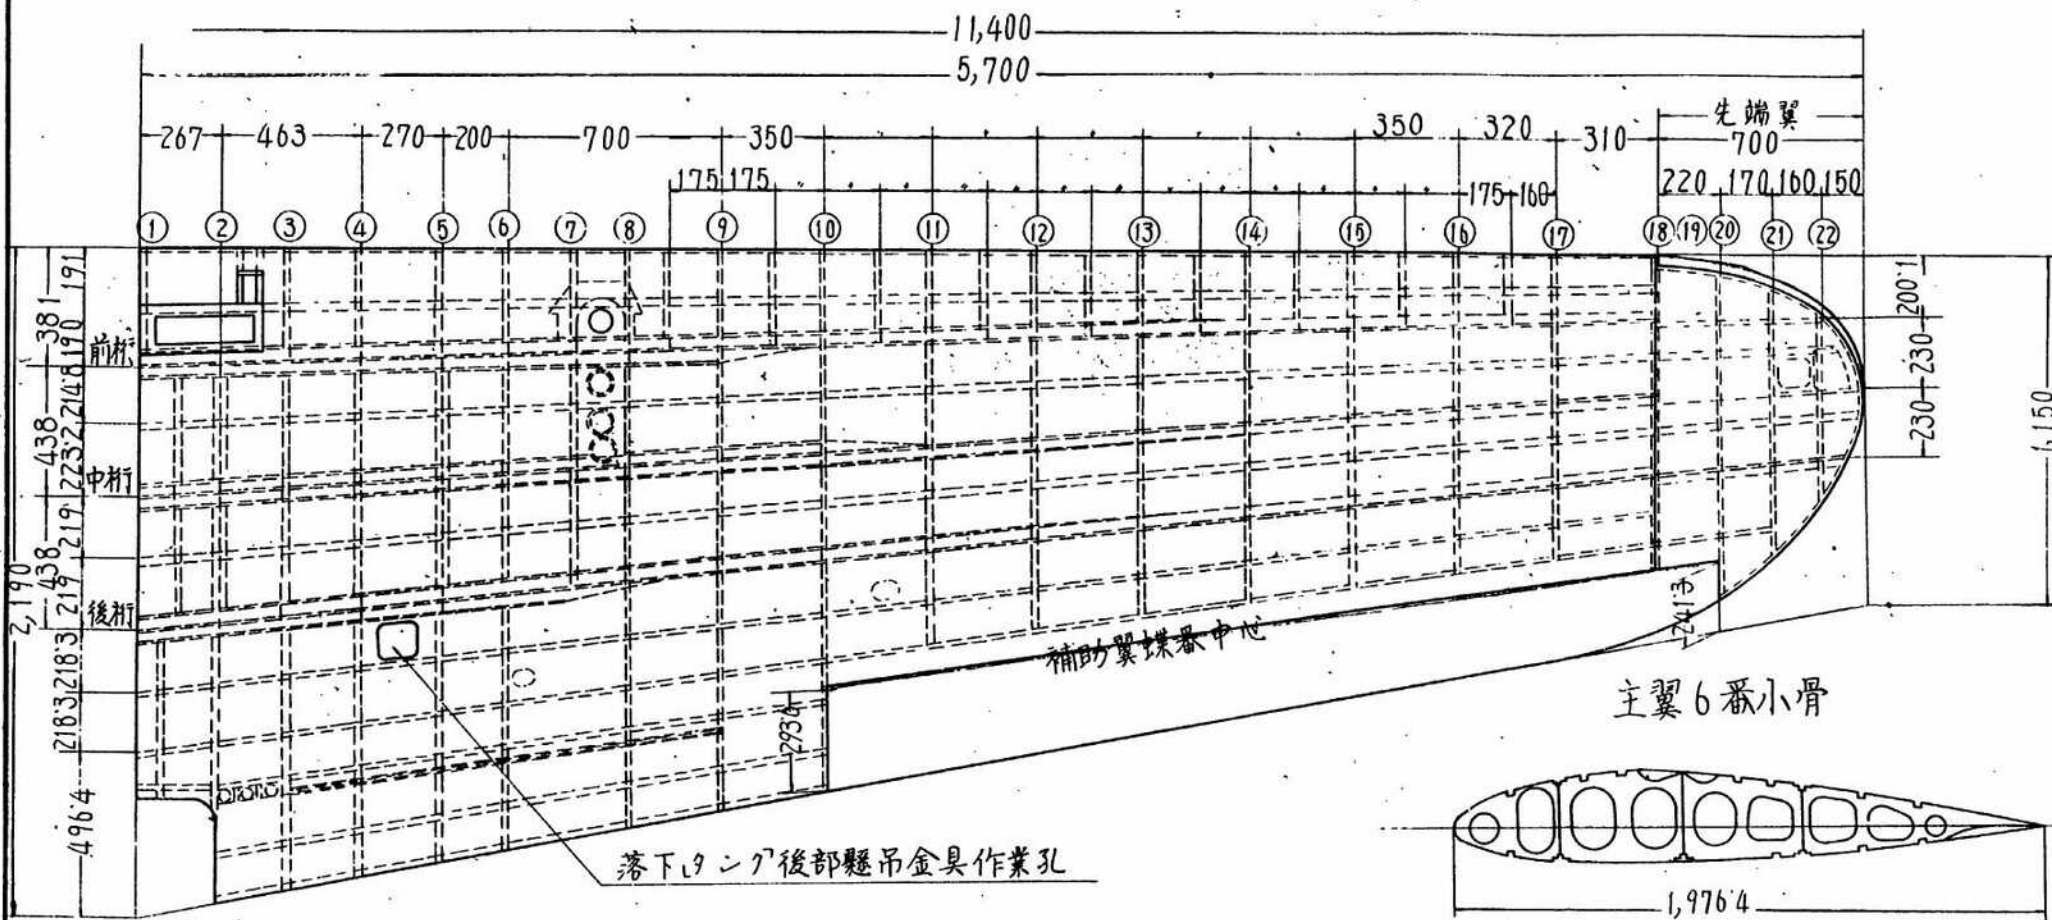 11,400
5,700
先端翼
267 463 270 200 700 350 350 320 310 700
175 175 175 160 220 170 160 150
① ② ③ ④ ⑤ ⑥ ⑦ ⑧ ⑨ ⑩ ⑪ ⑫ ⑬ ⑭ ⑮ ⑯ ⑰ ⑱ ⑲ ⑳ ㉑ ㉒
191
381
190
前桁
214·8
438
223·2
中桁
219
438
219
後桁
2,190
218·3
218·3
496·4
200·1
230
230
1,150
241·3
293·6
補助翼蝶番中心
落下タンク後部懸吊金具作業孔
主翼6番小骨
1,976·4